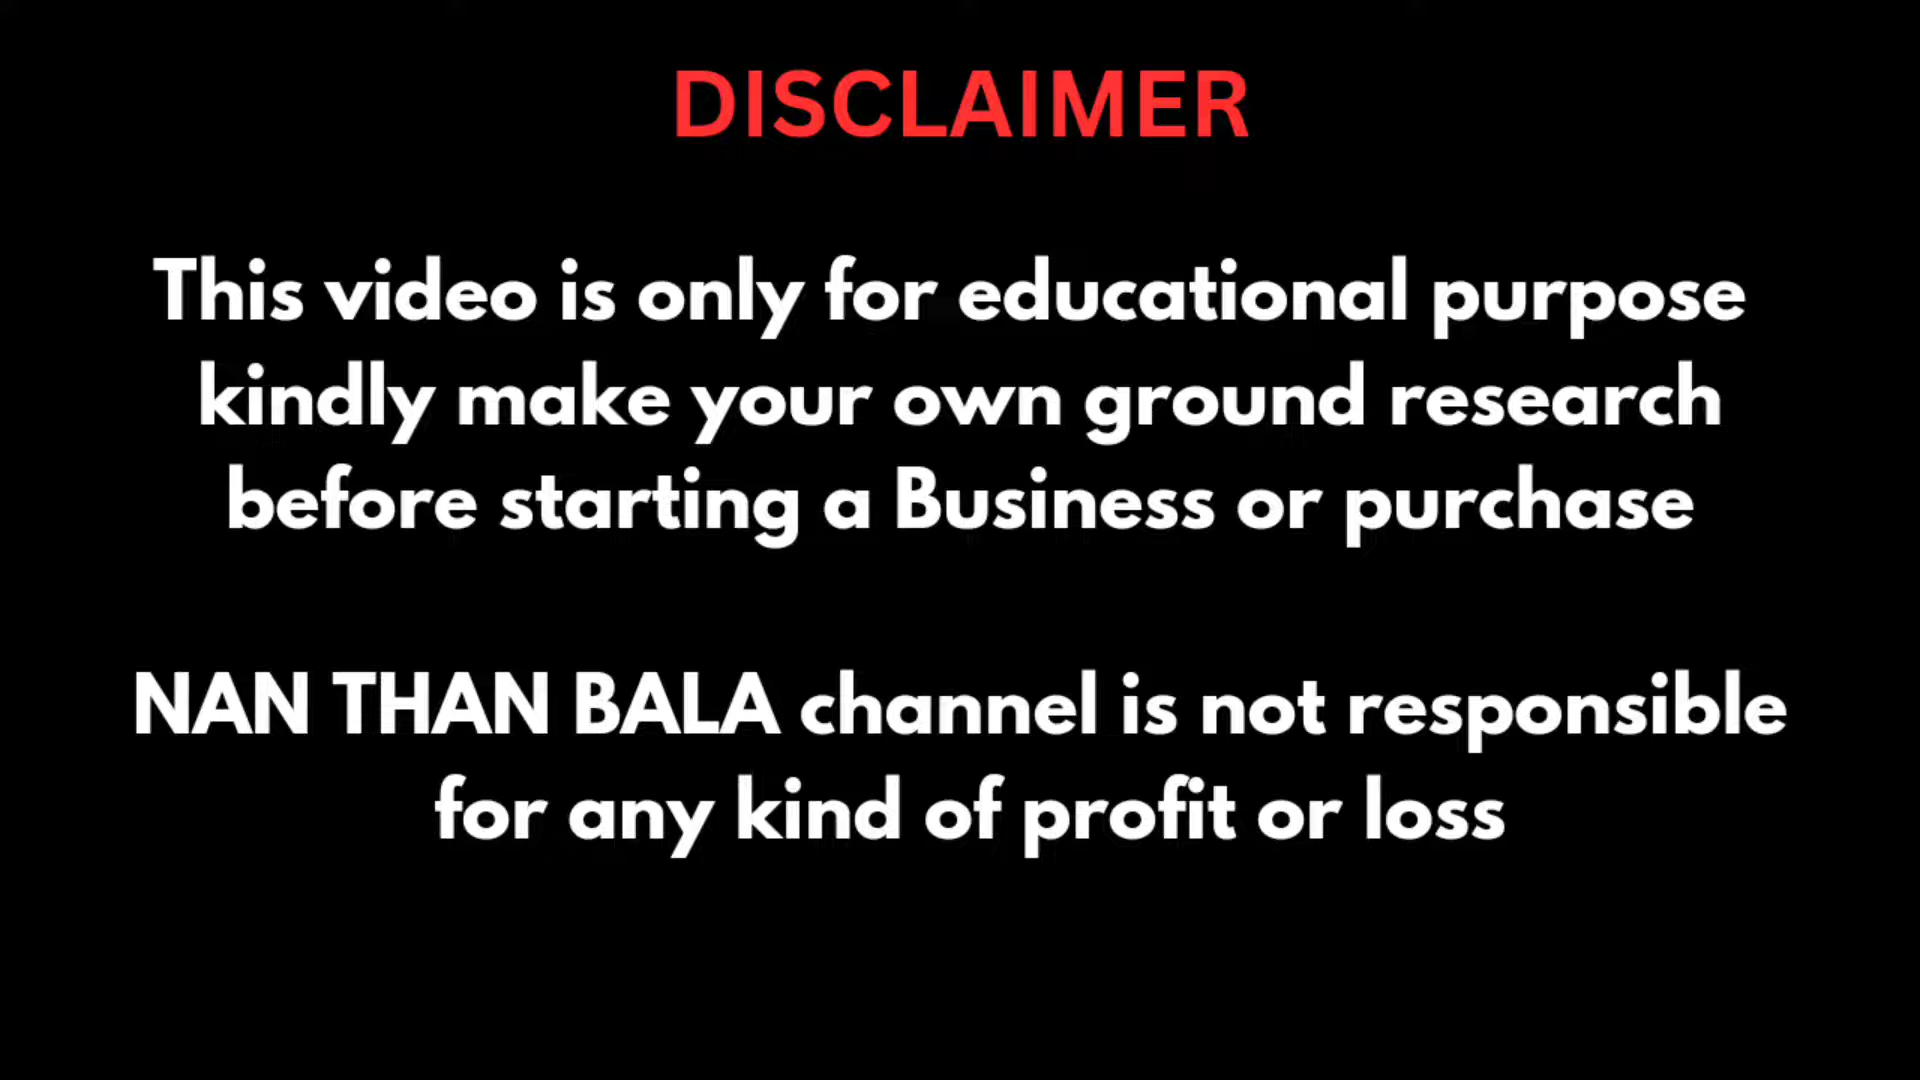 DISCLAIMER
This video is only for educational purpose
kindly make your own ground research
before starting a Business or purchase
NAN THAN BALA channel is not responsible
for any kind of profit or loss